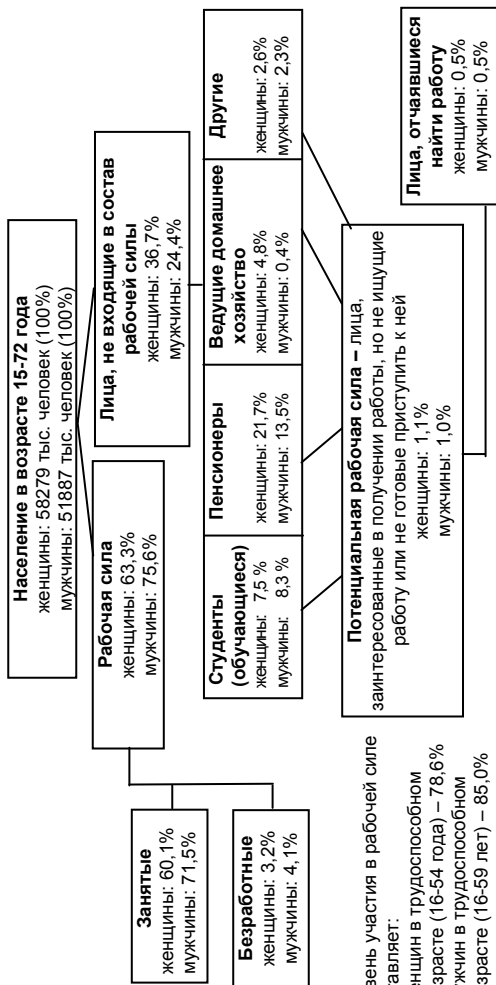 Население в возрасте 15-72 года
женщины: 58279 тыс. человек (100%)
мужчины: 51887 тыс. человек (100%)
Рабочая сила
женщины: 63,3%
мужчины: 75,6%
Лица, не входящие в состав
рабочей силы
женщины: 36,7%
мужчины: 24,4%
Занятые
женщины: 60,1%
мужчины: 71,5%
Безработные
женщины: 3,2%
мужчины: 4,1%
Студенты
(обучающиеся)
женщины: 7,5 %
мужчины: 8,3 %
Пенсионеры
женщины: 21,7%
мужчины: 13,5%
Ведущие домашнее
хозяйство
женщины: 4,8%
мужчины: 0,4%
Другие
женщины: 2,6%
мужчины: 2,3%
Потенциальная рабочая сила – лица,
заинтересованные в получении работы, но не ищущие
работу или не готовые приступить к ней
женщины: 1,1%
мужчины: 1,0%
Лица, отчаявшиеся
найти работу
женщины: 0,5%
мужчины: 0,5%
участия в рабочей силе
в трудоспособном
(16-54 года) – 78,6%
в трудоспособном
(16-59 лет) – 85,0%